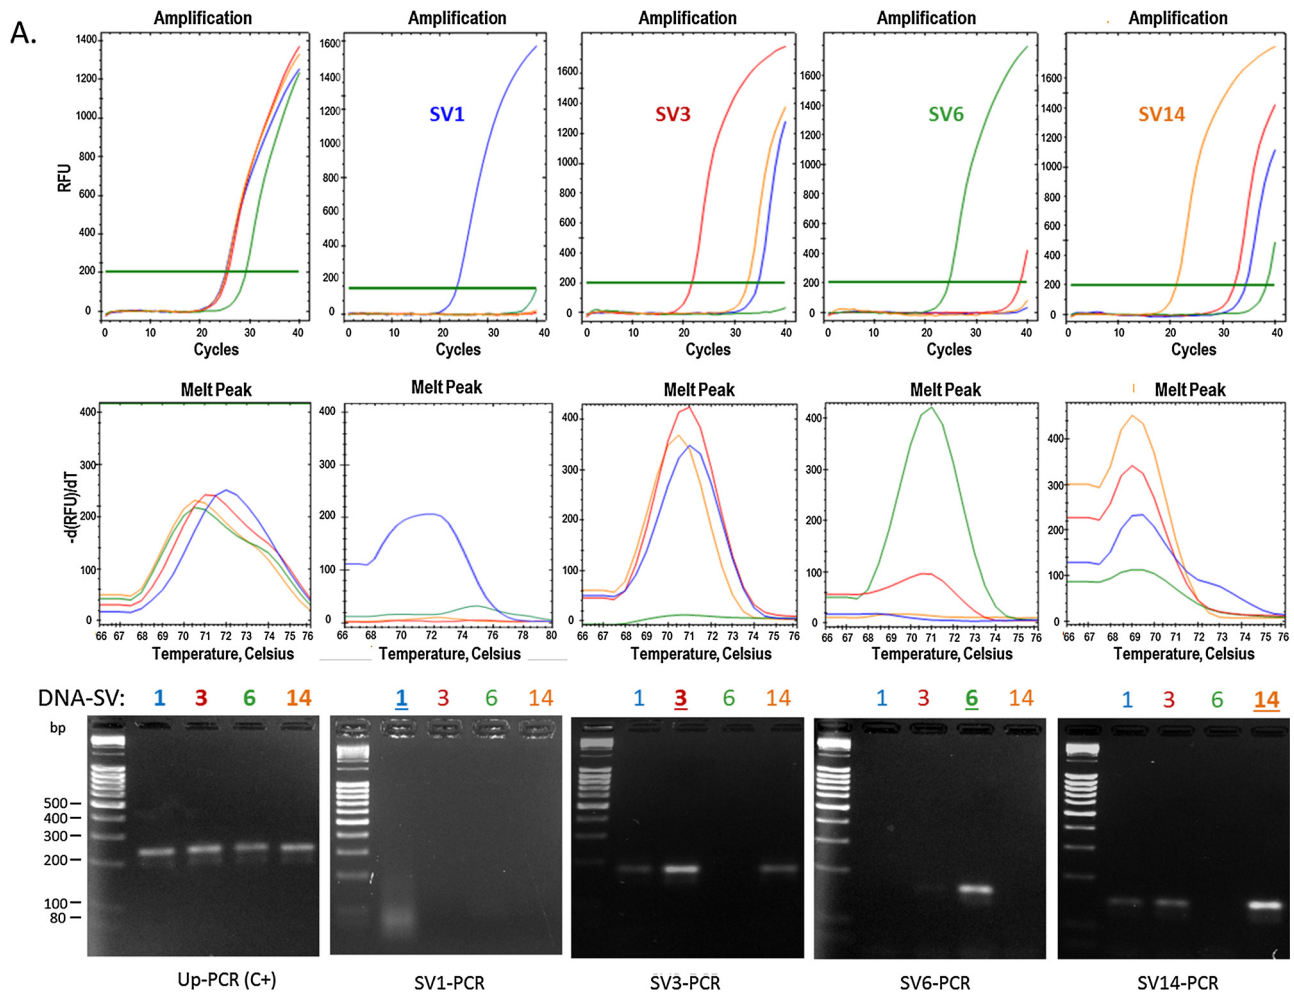 A.
Amplification Amplification Amplification Amplification Amplification
1400 1200 1000 800 600 400 200 0
RFU
1600 1400 1200 1000 800 600 400 200 0
SV1
1600 1400 1200 1000 800 600 400 200 0
SV3
1600 1400 1200 1000 800 600 400 200 0
SV6
1600 1400 1200 1000 800 600 400 200 0
SV14
0 10 20 30 40 0 10 20 30 40 0 10 20 30 40 0 10 20 30 40 0 10 20 30 40
Cycles Cycles Cycles Cycles Cycles
Melt Peak Melt Peak Melt Peak Melt Peak Melt Peak
400 300 200 100 0
-d(RFU)/dT
400 300 200 100 0
400 300 200 100 0
400 300 200 100 0
400 300 200 100 0
66 67 68 69 70 71 72 73 74 75 76 66 68 70 72 74 76 78 80 66 67 68 69 70 71 72 73 74 75 76 66 67 68 69 70 71 72 73 74 75 76 66 67 68 69 70 71 72 73 74 75 76
Temperature, Celsius Temperature, Celsius Temperature, Celsius Temperature, Celsius Temperature, Celsius
DNA-SV: 1 3 6 14 1 3 6 14 1 3 6 14 1 3 6 14 1 3 6 14
bp
500
400
300
200
100
80
Up-PCR (C+) SV1-PCR SV3-PCR SV6-PCR SV14-PCR